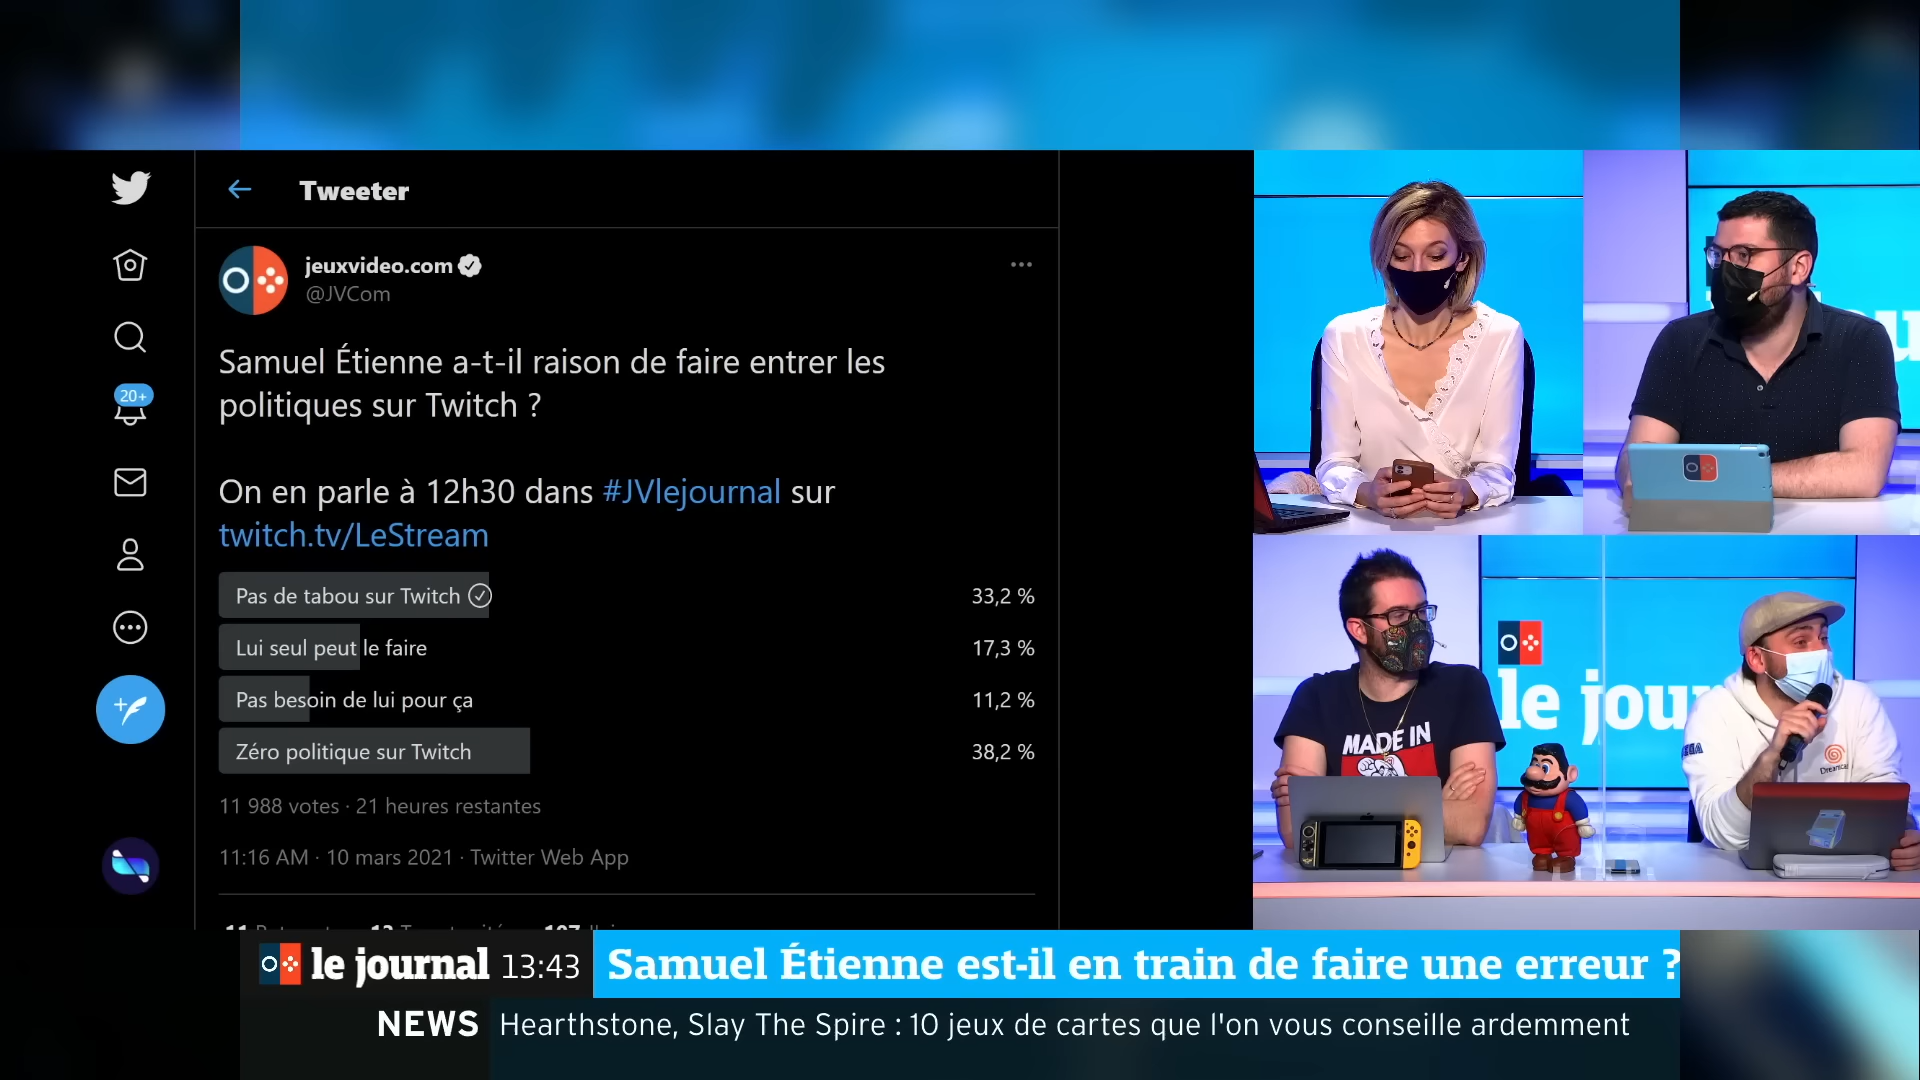 Tweeter
jeuxvideo.com
@JVCom
Samuel Étienne a-t-il raison de faire entrer les
politiques sur Twitch ?
On en parle à 12h30 dans #JVlejournal sur
twitch.tv/LeStream
20+
Pas de tabou sur Twitch 33,2 %
Lui seul peut le faire 17,3 %
Pas besoin de lui pour ça 11,2 %
Zéro politique sur Twitch 38,2 %
11 988 votes · 21 heures restantes
11:16 AM · 10 mars 2021 · Twitter Web App
le jou
MADE IN
SEGA
Dreamcas
le journal 13:43
Samuel Étienne est-il en train de faire une erreur ?
NEWS Hearthstone, Slay The Spire : 10 jeux de cartes que l'on vous conseille ardemment